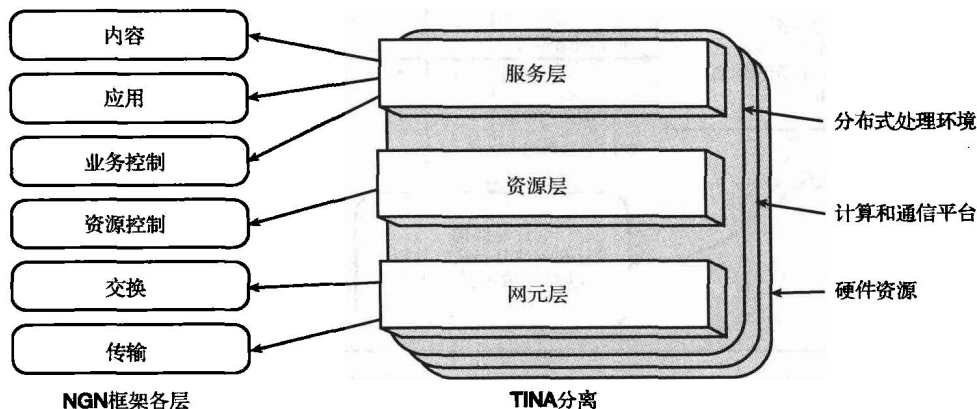 内容
应用
业务控制
资源控制
交换
传输
NGN框架各层
服务层
资源层
网元层
TINA分离
分布式处理环境
计算和通信平台
硬件资源